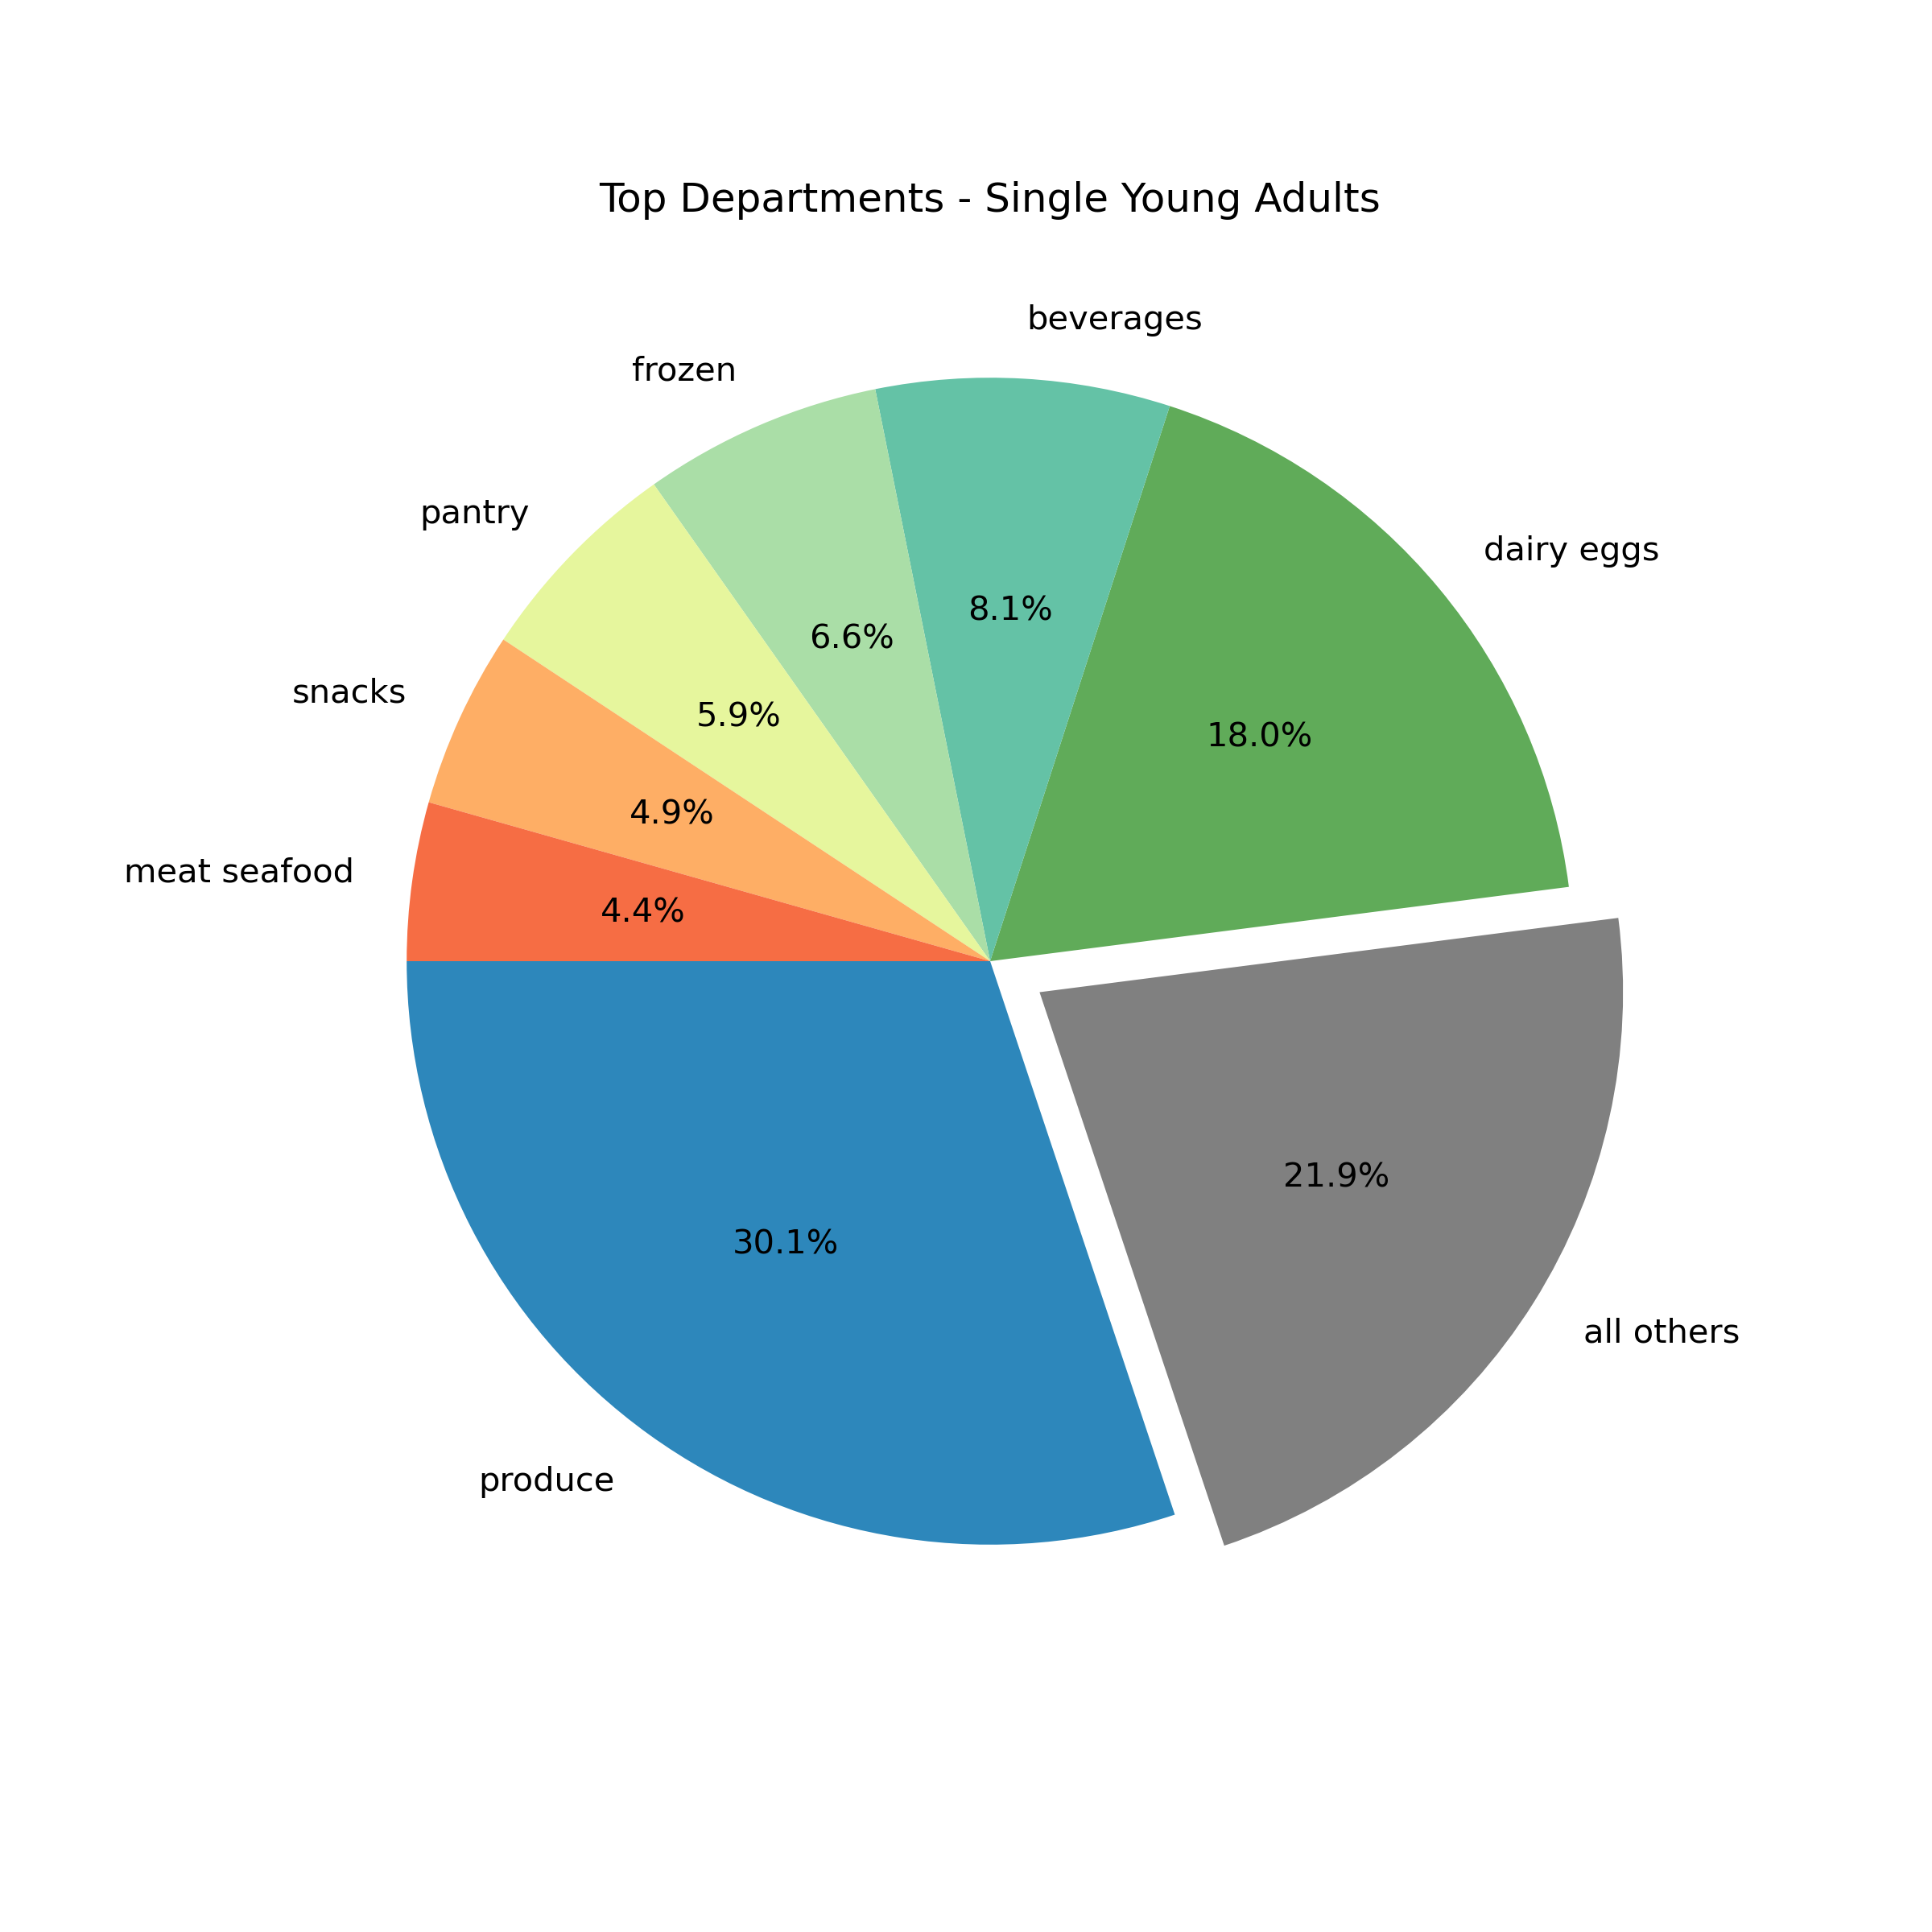 Top Departments - Single Young Adults
beverages
frozen
pantry
dairy eggs
8.1%
6.6%
snacks
5.9%
18.0%
4.9%
meat seafood
4.4%
21.9%
30.1%
all others
produce